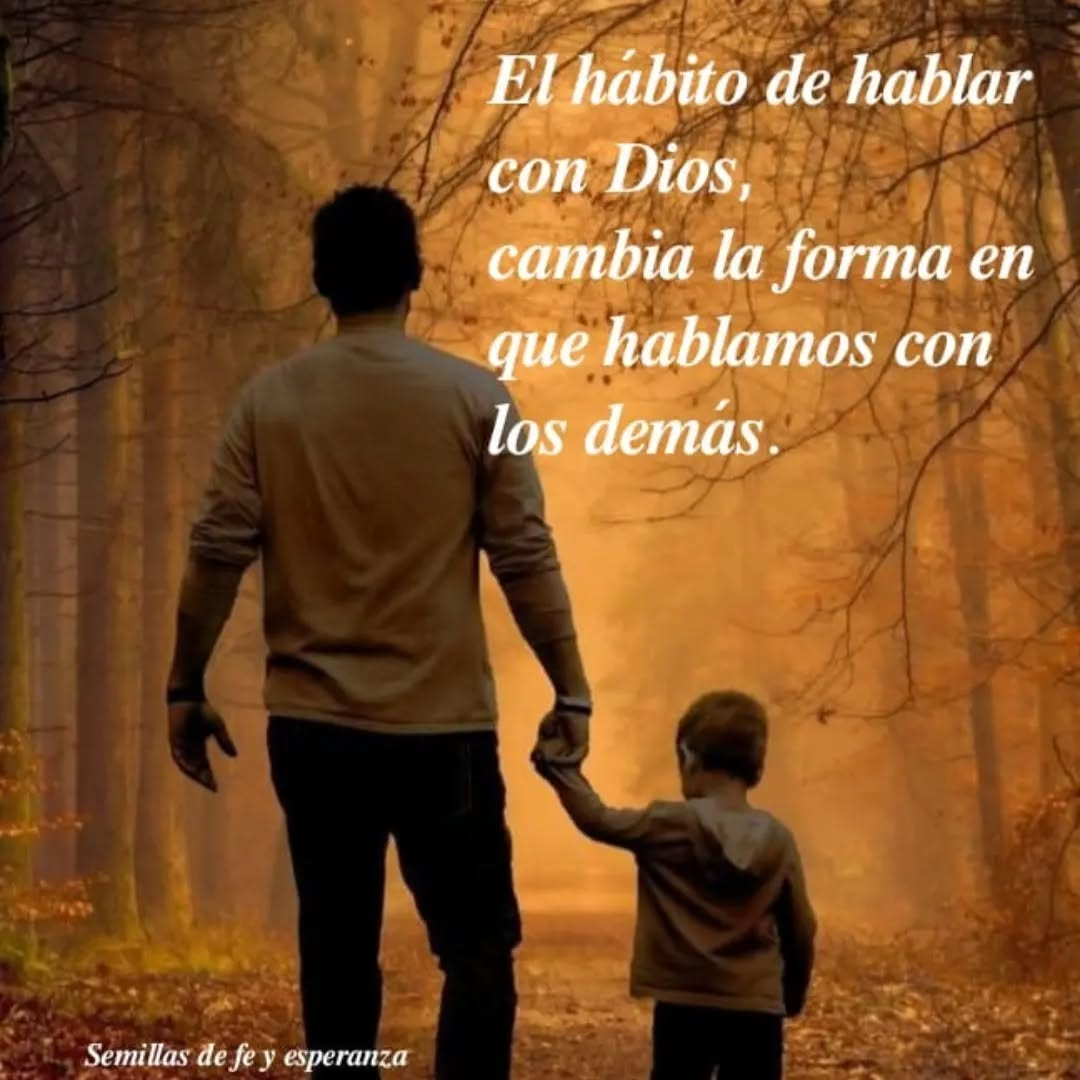 El hábito de hablar
con Dios,
cambia la forma en
que hablamos con
los demás.
Semillas de fe y esperanza